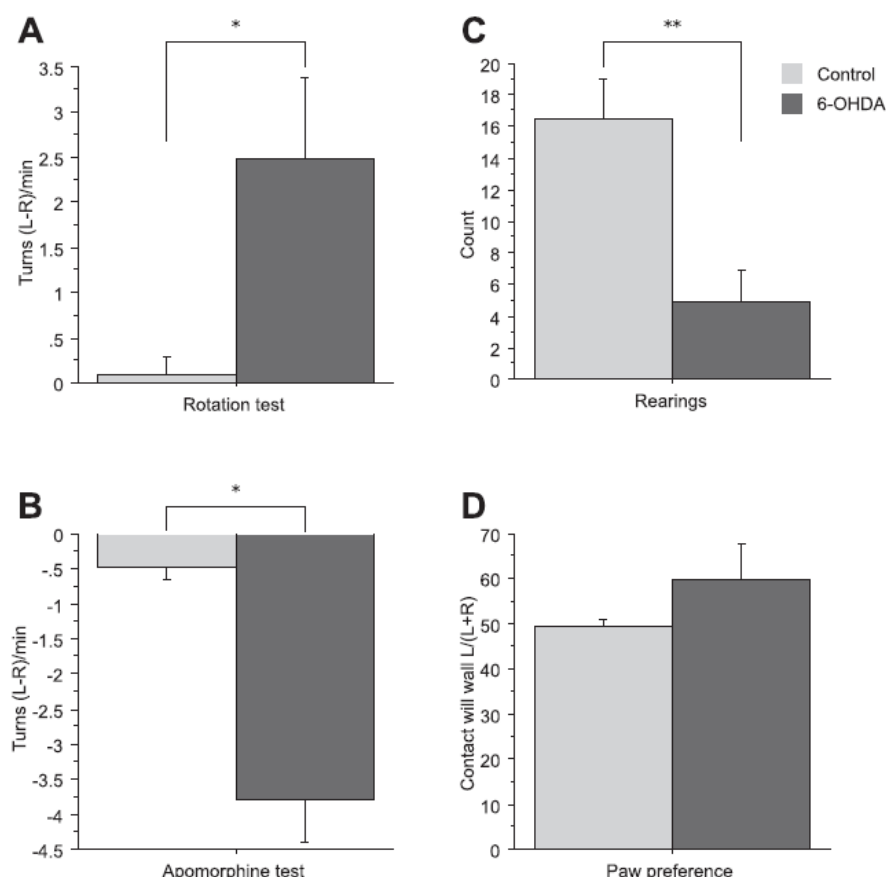 A
*
Turns (L-R)/min
3.5
3
2.5
2
1.5
1
.5
0
Rotation test
C
**
Count
20
18
16
14
12
10
8
6
4
2
0
Rearings
Control
6-OHDA
B
*
Turns (L-R)/min
0
-.5
-1
-1.5
-2
-2.5
-3
-3.5
-4
-4.5
Apomorphine test
D
Contact will wall L/(L+R)
70
60
50
40
30
20
10
0
Paw preference